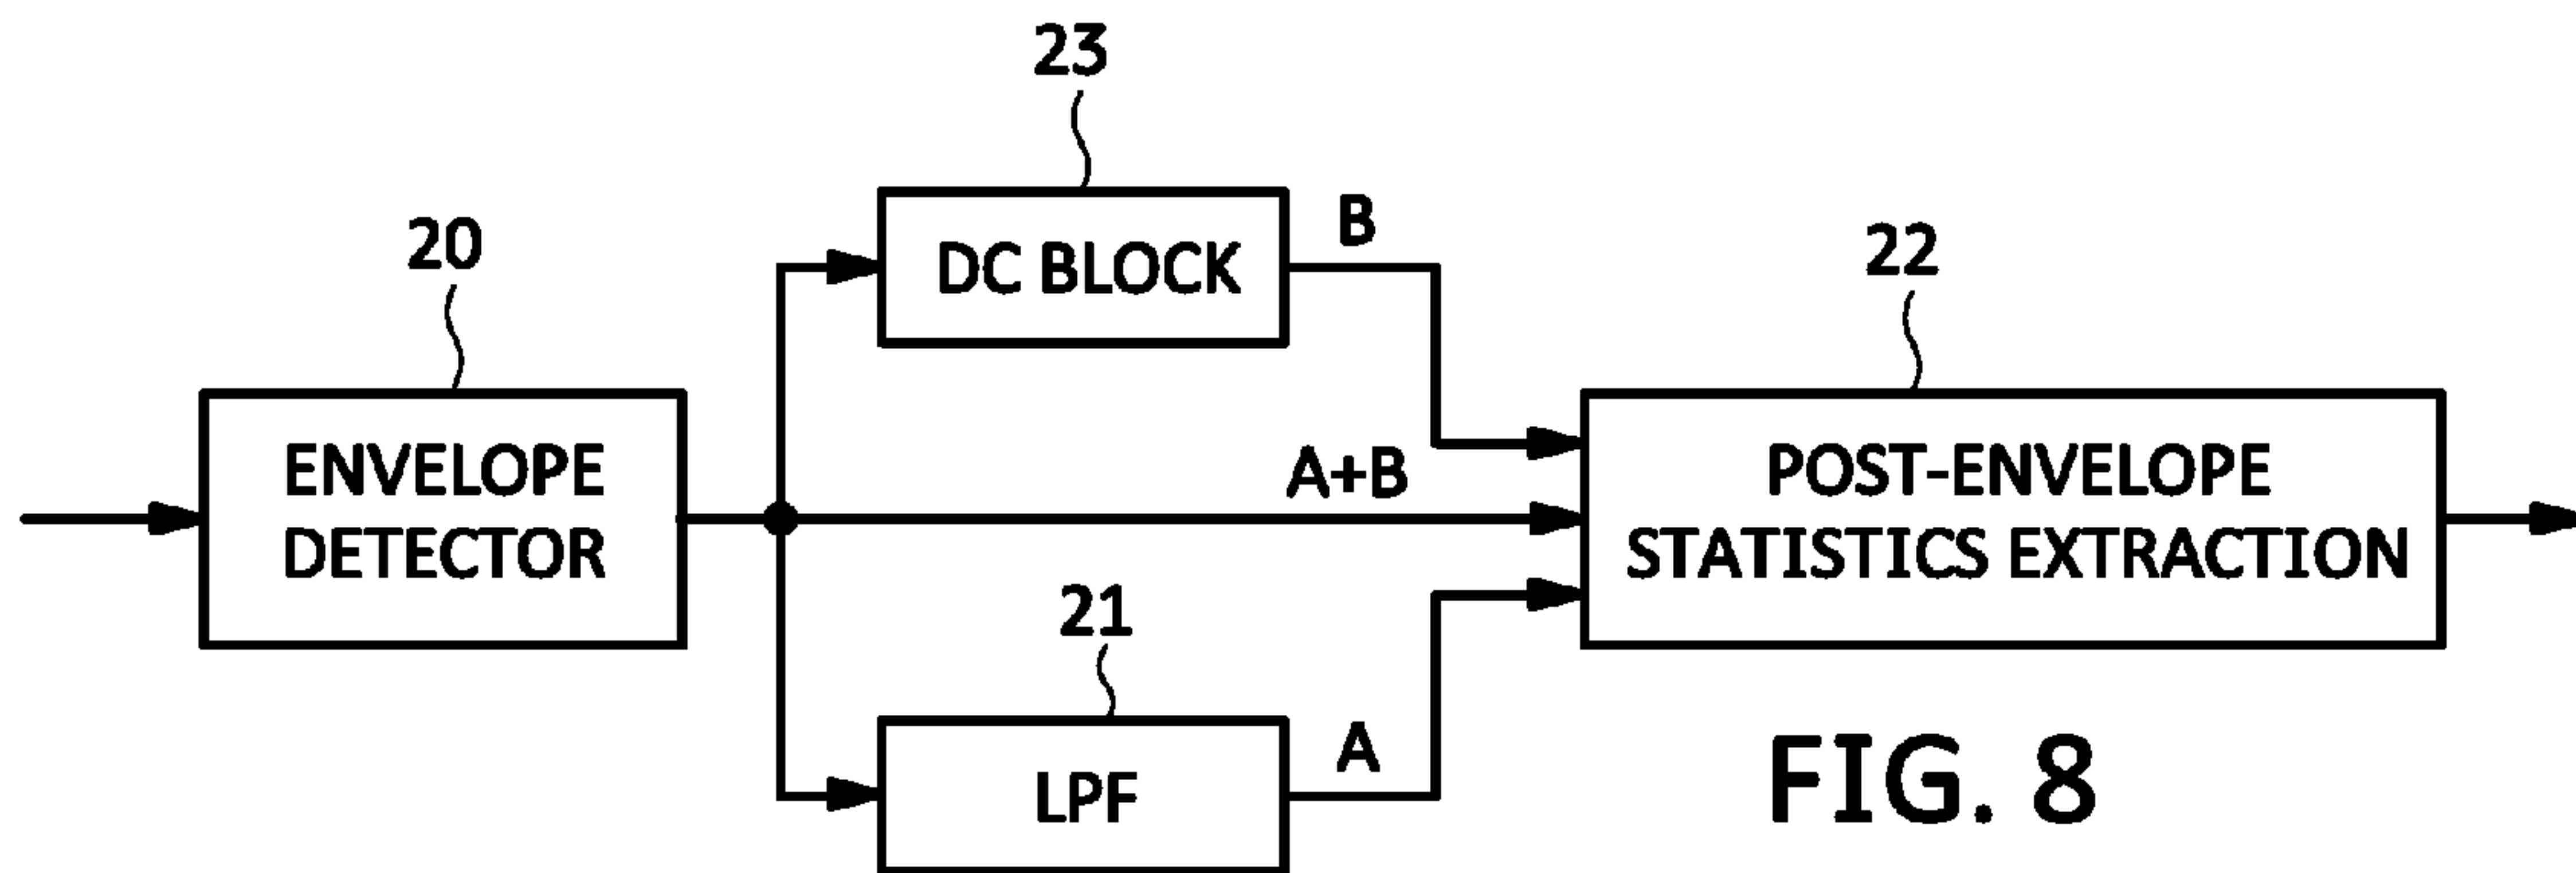 23
20
DC BLOCK
B
22
ENVELOPE
DETECTOR
A+B
POST-ENVELOPE
STATISTICS EXTRACTION
21
LPF
A
FIG. 8